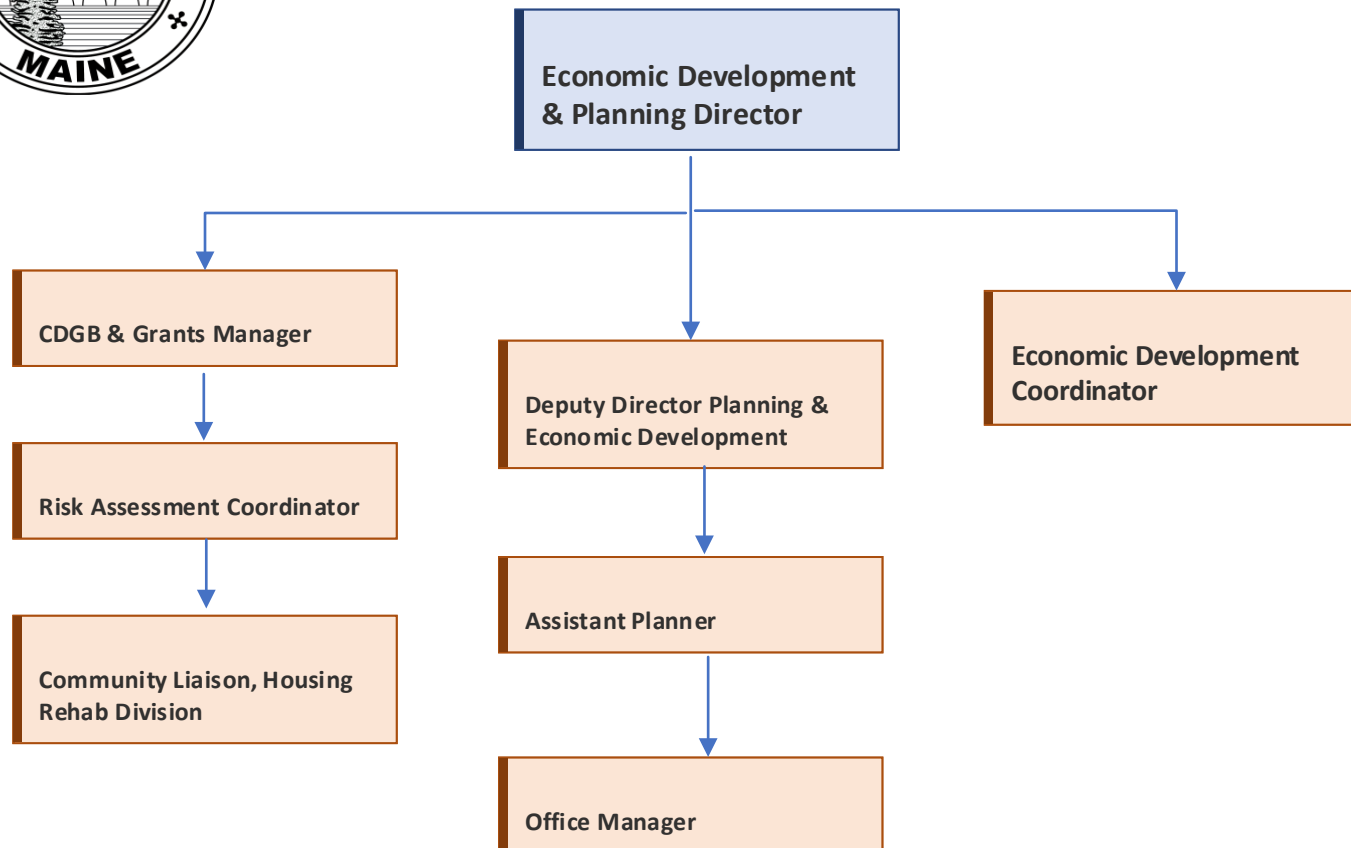 MAINE
Economic Development
& Planning Director
CDGB & Grants Manager
Deputy Director Planning &
Economic Development
Economic Development
Coordinator
Risk Assessment Coordinator
Assistant Planner
Community Liaison, Housing
Rehab Division
Office Manager